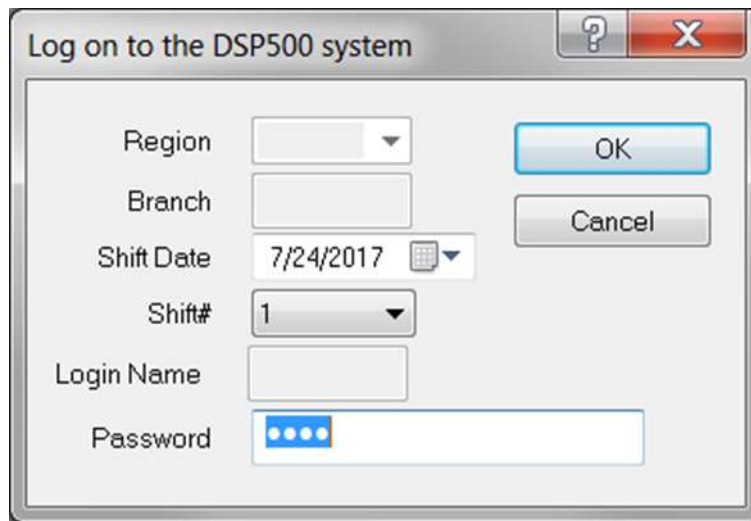 Log on to the DSP500 system
Region
OK
Branch
Cancel
Shift Date 7/24/2017
Shift# 1
Login Name
Password ••••